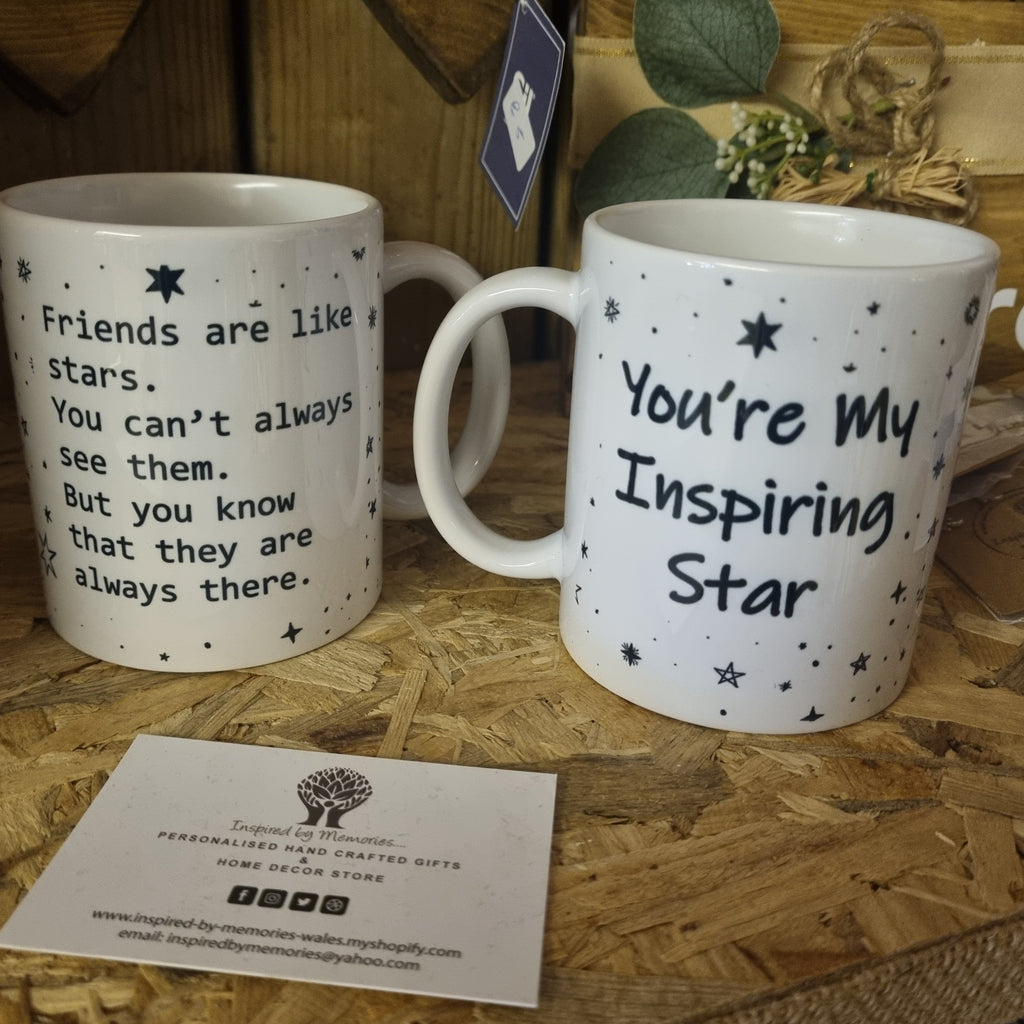 Friends are like
stars.
You can't always
see them.
But you know
that they are
always there.
You're My
Inspiring
Star
Inspired by Memories....
PERSONALISED HAND CRAFTED GIFTS
&
HOME DECOR STORE
www.inspired-by-memories-wales.myshopify.com
email: inspiredbymemories@yahoo.com